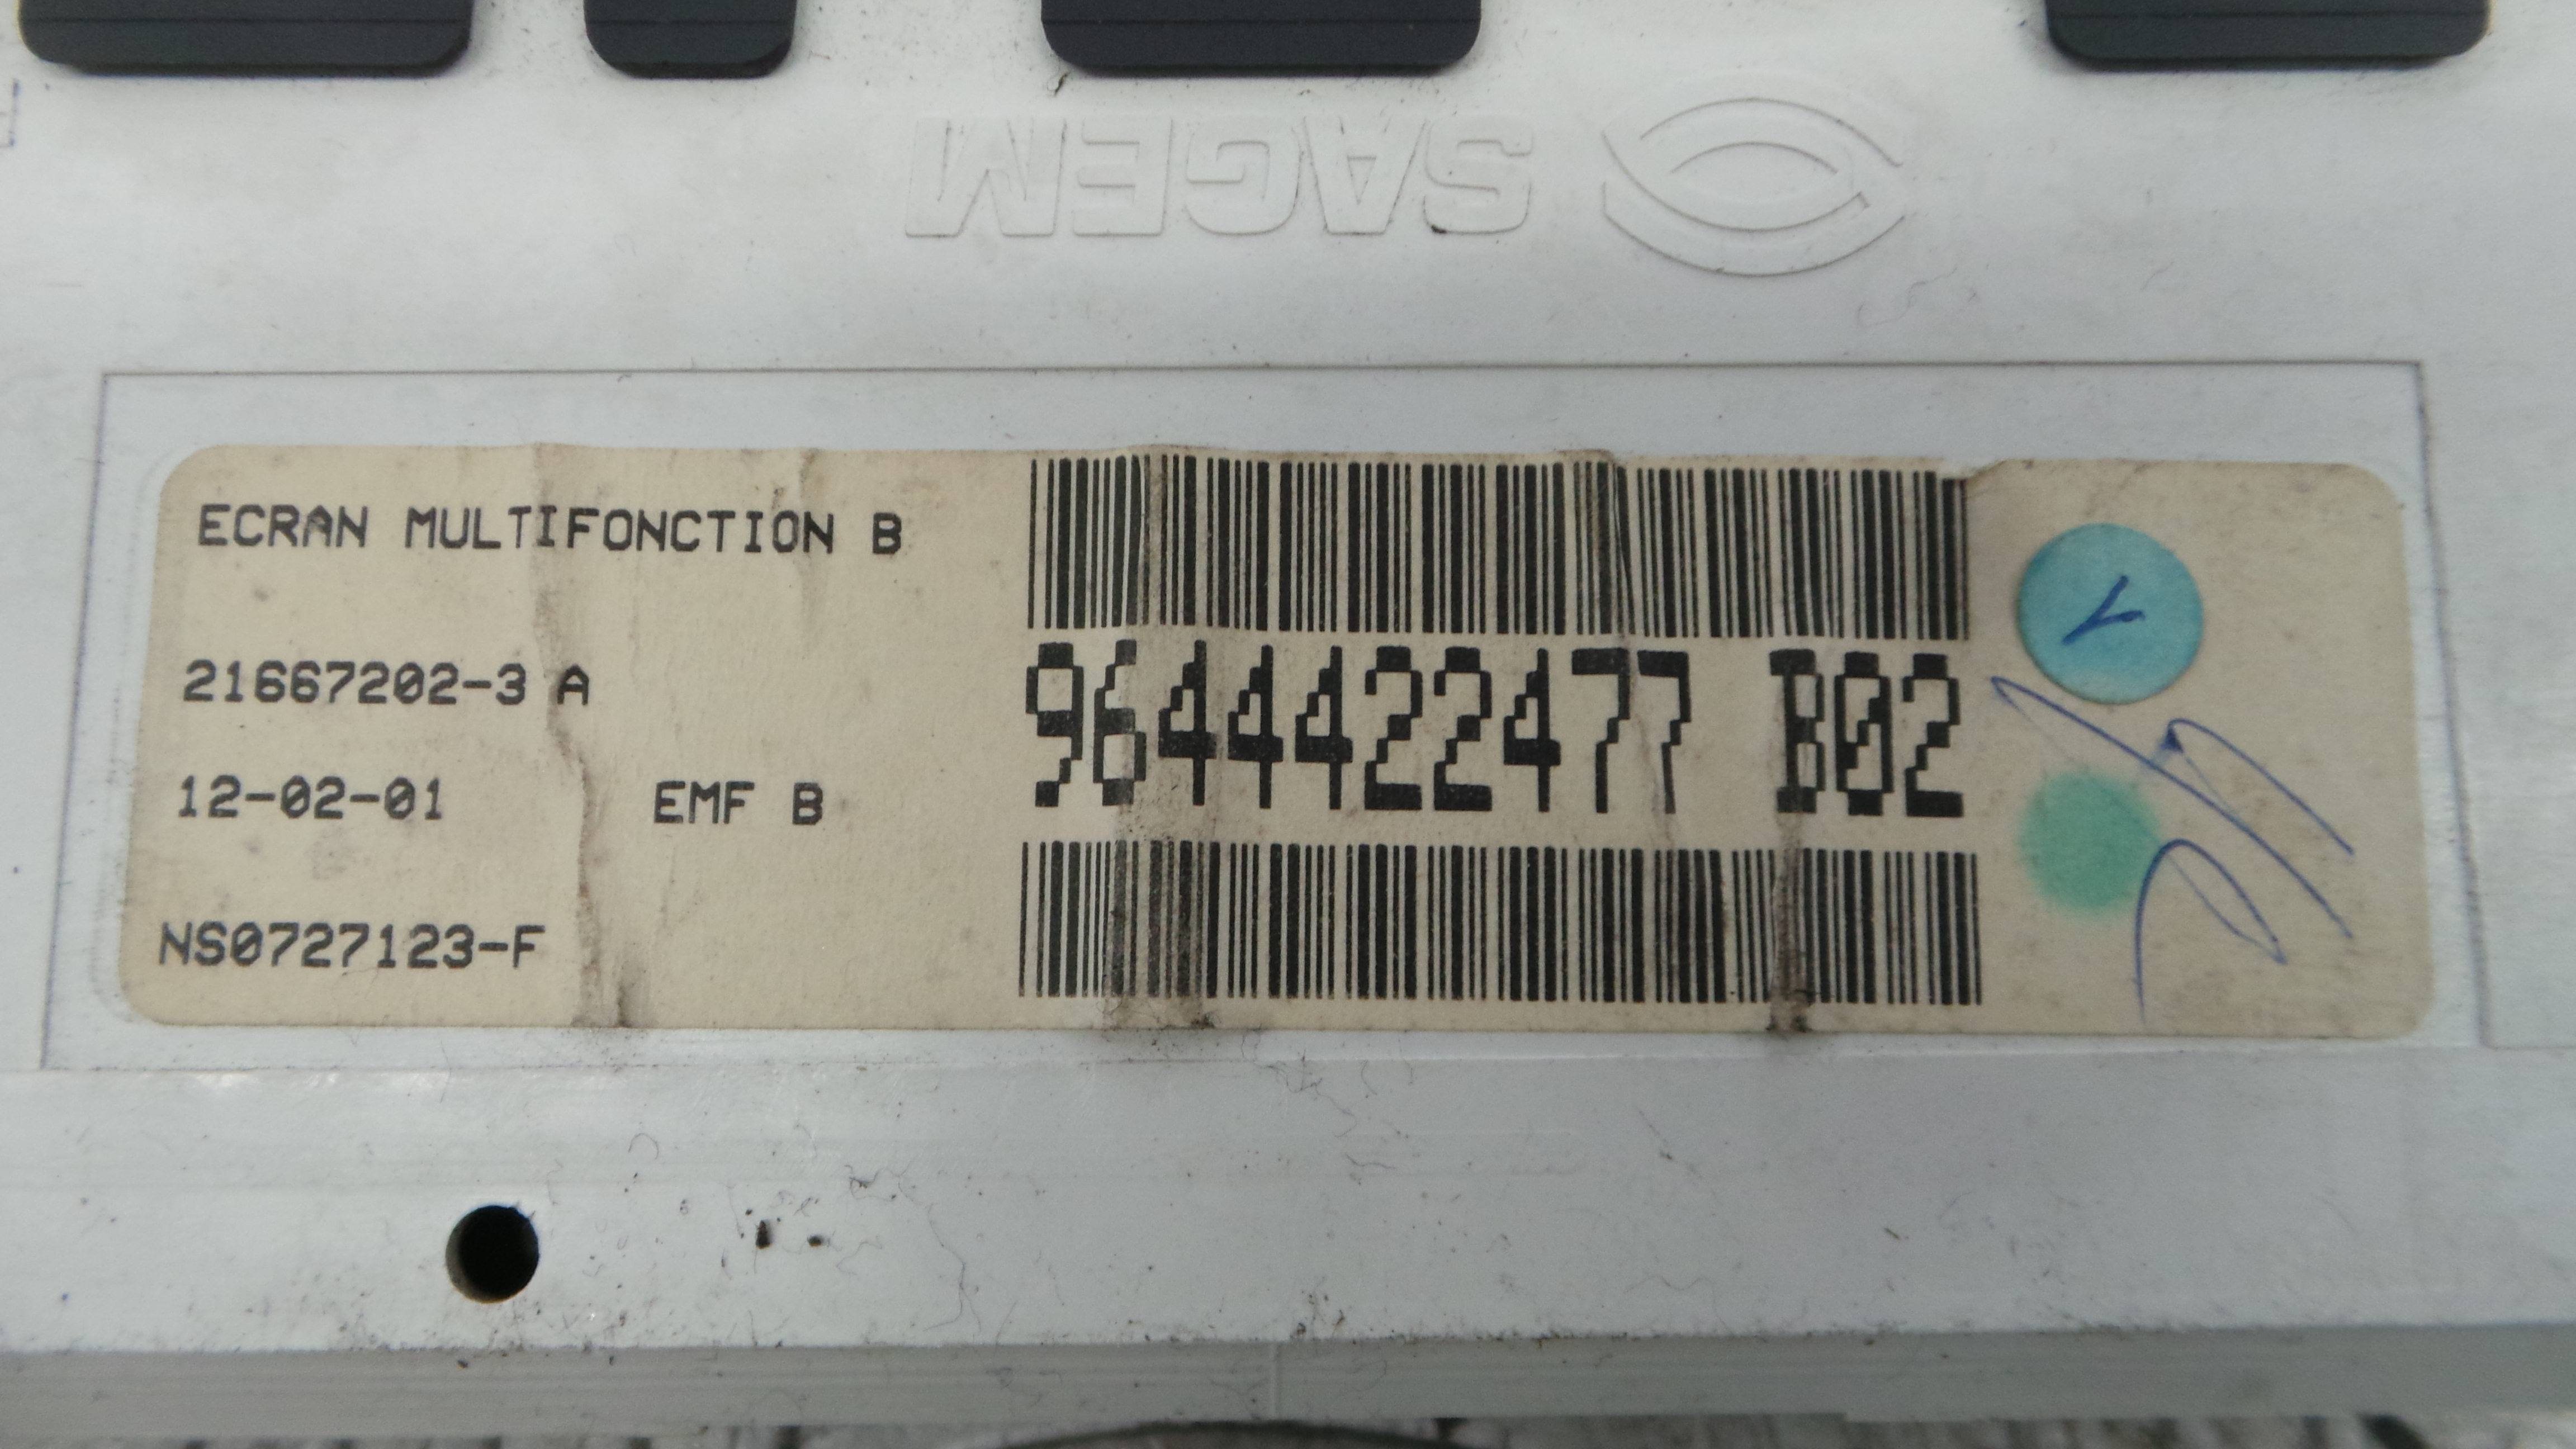 SAGEM
ECRAN MULTIFONCTION B
21667202-3 A
12-02-01 EMF B
NS0727123-F
9644422477 B02